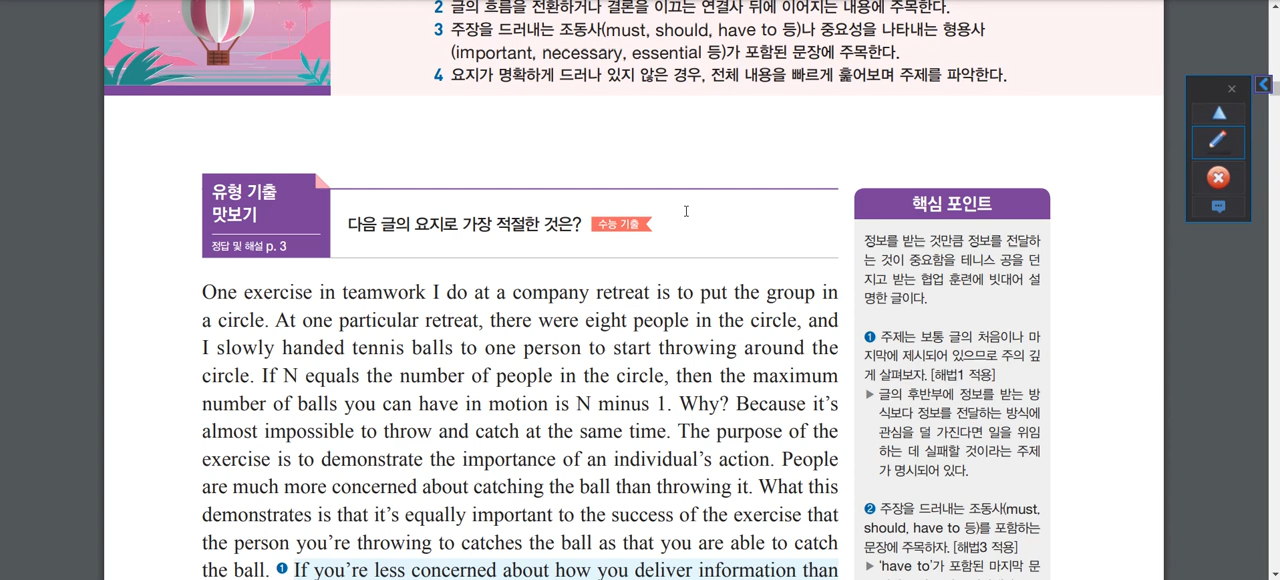 2 글의 흐름을 전환하거나 결론을 이끄는 연결사 뒤에 이어지는 내용에 주목한다.
3 주장을 드러내는 조동사(must, should, have to 등)나 중요성을 나타내는 형용사
(important, necessary, essential 등)가 포함된 문장에 주목한다.
4 요지가 명확하게 드러나 있지 않은 경우, 전체 내용을 빠르게 훑어보며 주제를 파악한다.
유형 기출
맛보기
정답 및 해설 p. 3
다음 글의 요지로 가장 적절한 것은? 수능 기출
One exercise in teamwork I do at a company retreat is to put the group in
a circle. At one particular retreat, there were eight people in the circle, and
I slowly handed tennis balls to one person to start throwing around the
circle. If N equals the number of people in the circle, then the maximum
number of balls you can have in motion is N minus 1. Why? Because it's
almost impossible to throw and catch at the same time. The purpose of the
exercise is to demonstrate the importance of an individual's action. People
are much more concerned about catching the ball than throwing it. What this
demonstrates is that it's equally important to the success of the exercise that
the person you're throwing to catches the ball as that you are able to catch
the ball. ❶ If you're less concerned about how you deliver information than
핵심 포인트
정보를 받는 것만큼 정보를 전달하
는 것이 중요함을 테니스 공을 던
지고 받는 협업 훈련에 빗대어 설
명한 글이다.
❶ 주제는 보통 글의 처음이나 마
지막에 제시되어 있으므로 주의 깊
게 살펴보자. [해법1 적용]
▶ 글의 후반부에 정보를 받는 방
식보다 정보를 전달하는 방식에
관심을 덜 가진다면 일을 위임
하는 데 실패할 것이라는 주제
가 명시되어 있다.
❷ 주장을 드러내는 조동사(must,
should, have to 등)를 포함하는
문장에 주목하자. [해법3 적용]
▶ 'have to'가 포함된 마지막 문